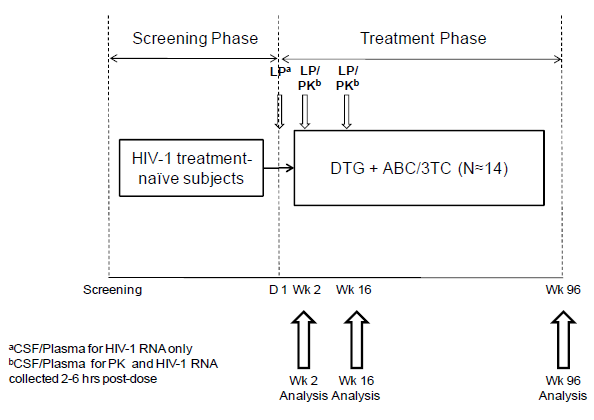 Screening Phase
Treatment Phase
LPᵃ
LP/
PKᵇ
LP/
PKᵇ
HIV-1 treatment-
naïve subjects
DTG + ABC/3TC (N≈14)
Screening
D 1
Wk 2
Wk 16
Wk 96
ᵃCSF/Plasma for HIV-1 RNA only
ᵇCSF/Plasma for PK and HIV-1 RNA
collected 2-6 hrs post-dose
Wk 2
Analysis
Wk 16
Analysis
Wk 96
Analysis